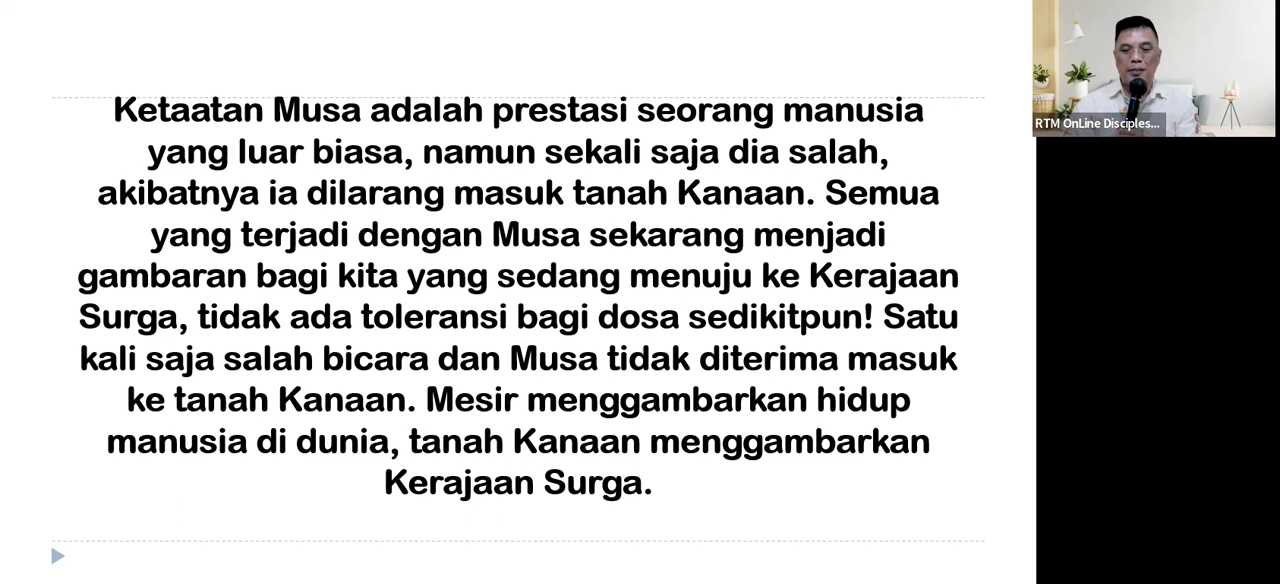 Ketaatan Musa adalah prestasi seorang manusia
yang luar biasa, namun sekali saja dia salah,
akibatnya ia dilarang masuk tanah Kanaan. Semua
yang terjadi dengan Musa sekarang menjadi
gambaran bagi kita yang sedang menuju ke Kerajaan
Surga, tidak ada toleransi bagi dosa sedikitpun! Satu
kali saja salah bicara dan Musa tidak diterima masuk
ke tanah Kanaan. Mesir menggambarkan hidup
manusia di dunia, tanah Kanaan menggambarkan
Kerajaan Surga.
RTM OnLine Disciples...